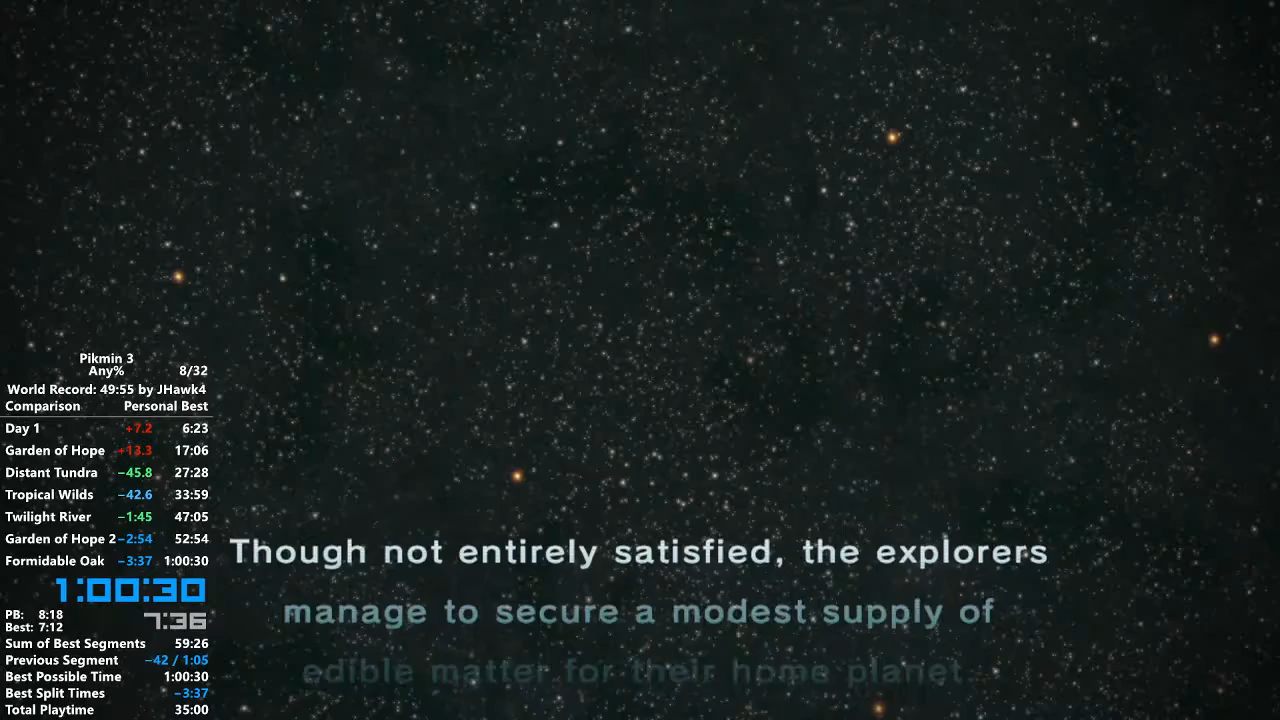 Pikmin 3
Any% 8/32
World Record: 49:55 by JHawk4
Comparison Personal Best
Day 1 +7.2 6:23
Garden of Hope +13.3 17:06
Distant Tundra −45.8 27:28
Tropical Wilds −42.6 33:59
Twilight River −1:45 47:05
Garden of Hope 2 −2:54 52:54
Formidable Oak −3:37 1:00:30
1:00:30
PB: 8:18
7:36
Best: 7:12
Sum of Best Segments 59:26
Previous Segment −42 / 1:05
Best Possible Time 1:00:30
Best Split Times −3:37
Total Playtime 35:00
Though not entirely satisfied, the explorers
manage to secure a modest supply of
edible matter for their home planet.